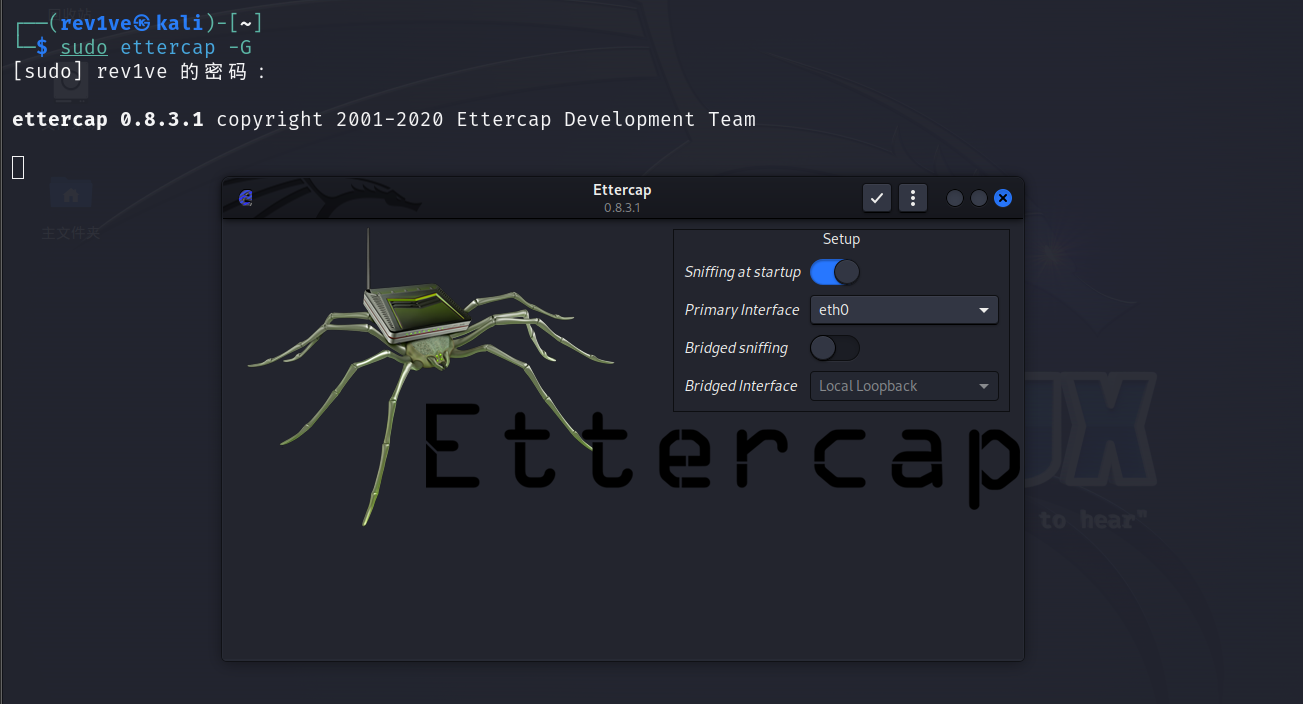 ┌──(rev1ve㉿kali)-[~]
└─$ sudo ettercap -G
[sudo] rev1ve 的密码：
ettercap 0.8.3.1 copyright 2001-2020 Ettercap Development Team
主文件夹
Ettercap
0.8.3.1
Setup
Sniffing at startup
Primary Interface eth0
Bridged sniffing
Bridged Interface Local Loopback
Ettercap
UX
to hear"